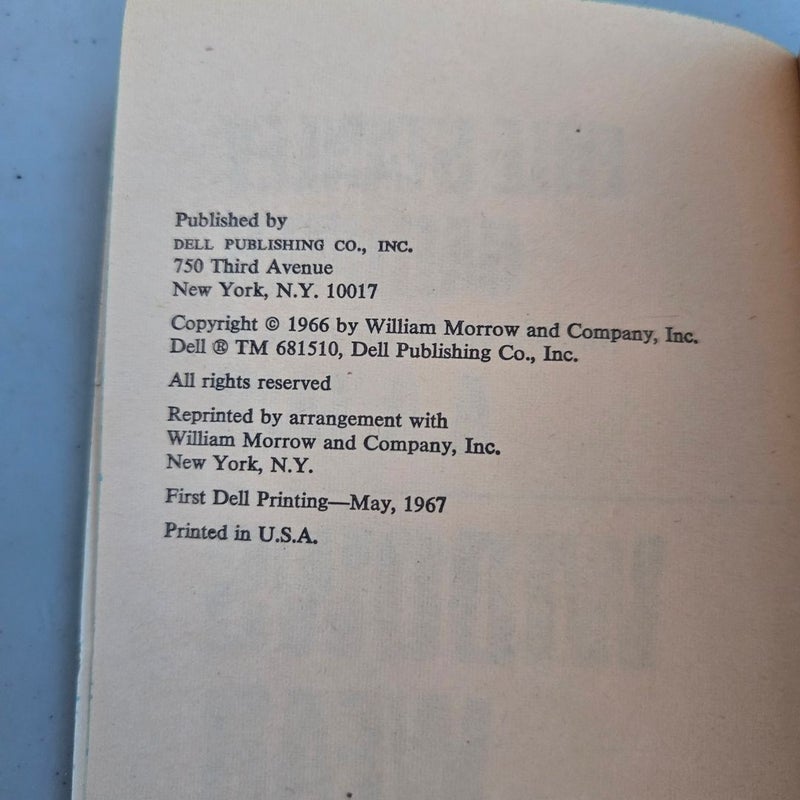 Published by
DELL PUBLISHING CO., INC.
750 Third Avenue
New York, N.Y. 10017
Copyright © 1966 by William Morrow and Company, Inc.
Dell ® TM 681510, Dell Publishing Co., Inc.
All rights reserved
Reprinted by arrangement with
William Morrow and Company, Inc.
New York, N.Y.
First Dell Printing—May, 1967
Printed in U.S.A.